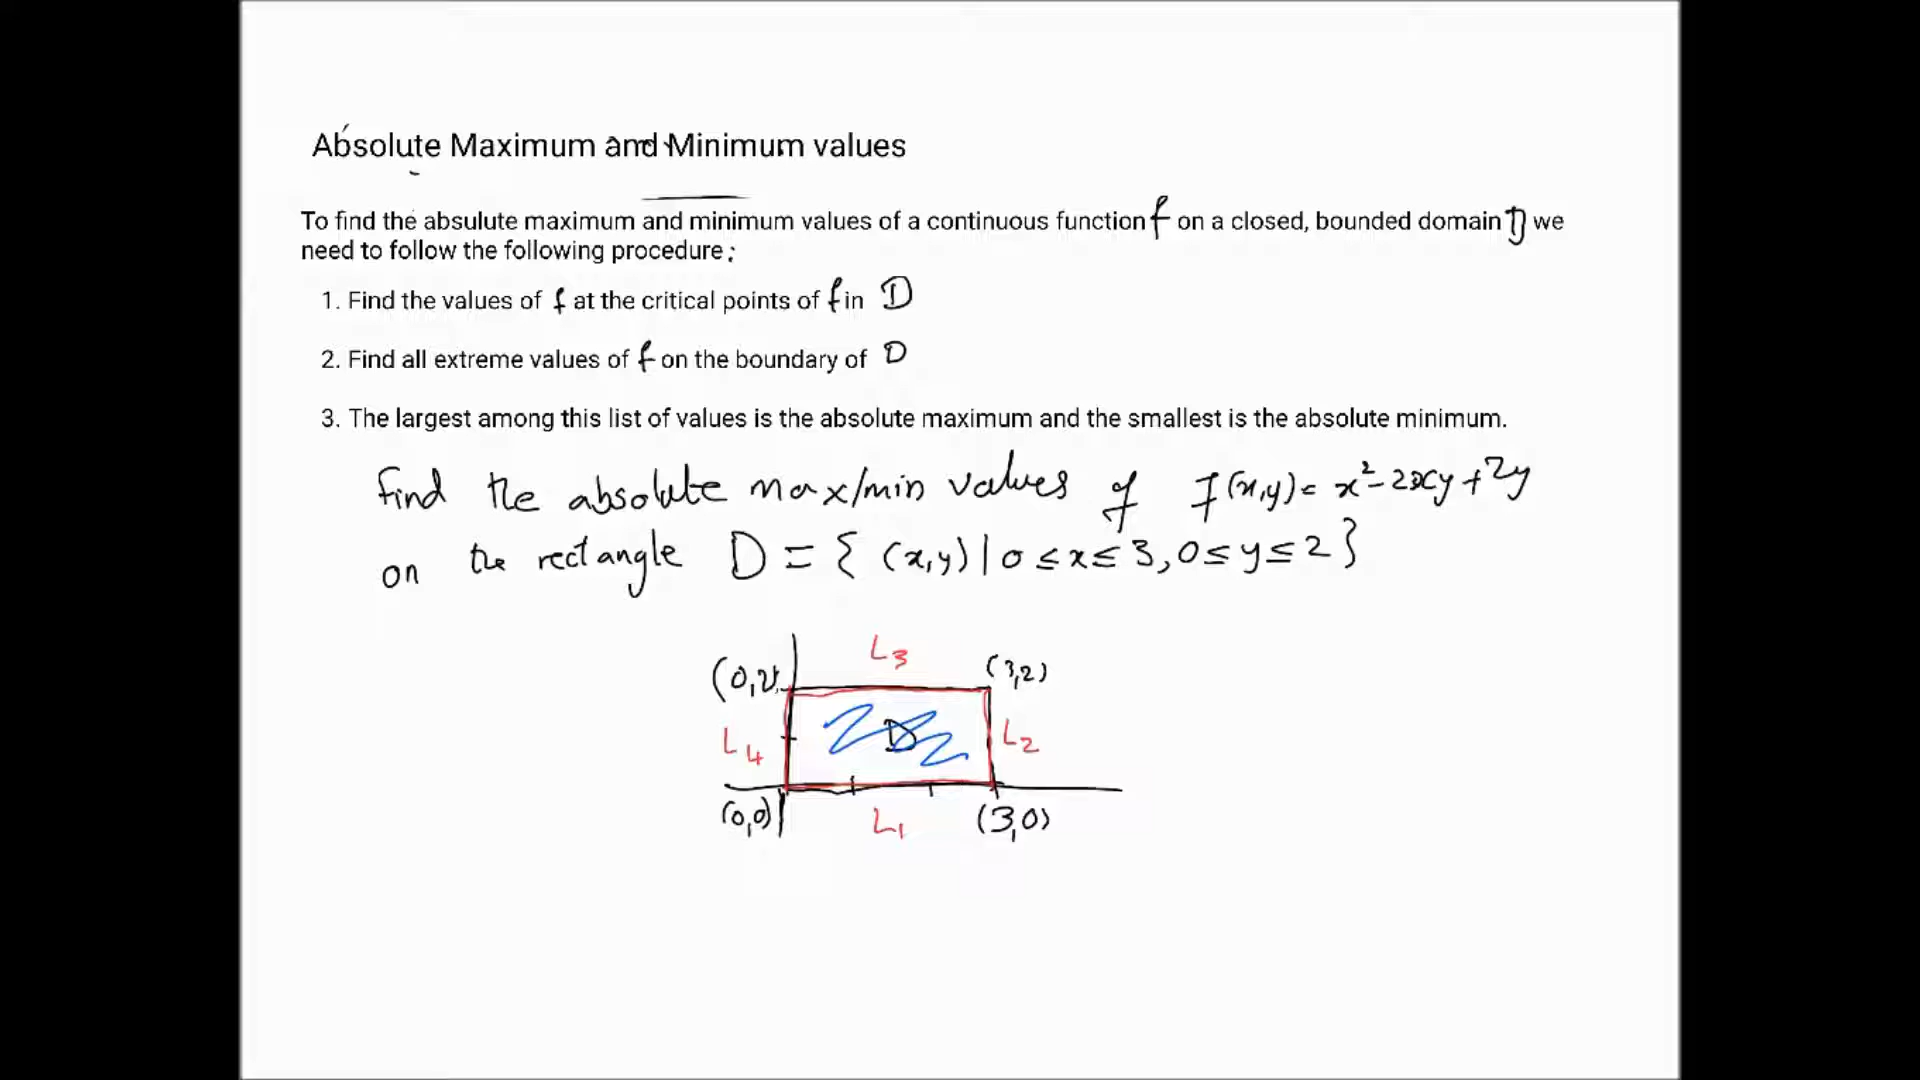 Absolute Maximum and Minimum values
To find the absulute maximum and minimum values of a continuous function f on a closed, bounded domain D we
need to follow the following procedure:
1. Find the values of f at the critical points of f in D
2. Find all extreme values of f on the boundary of D
3. The largest among this list of values is the absolute maximum and the smallest is the absolute minimum.
Find the absolute max/min values of f(x,y) = x² - 2xy + 2y
on the rectangle D = { (x,y) | 0 ≤ x ≤ 3, 0 ≤ y ≤ 2 }
L3
(0,2)
(3,2)
L4
D
L2
(0,0)
L1
(3,0)